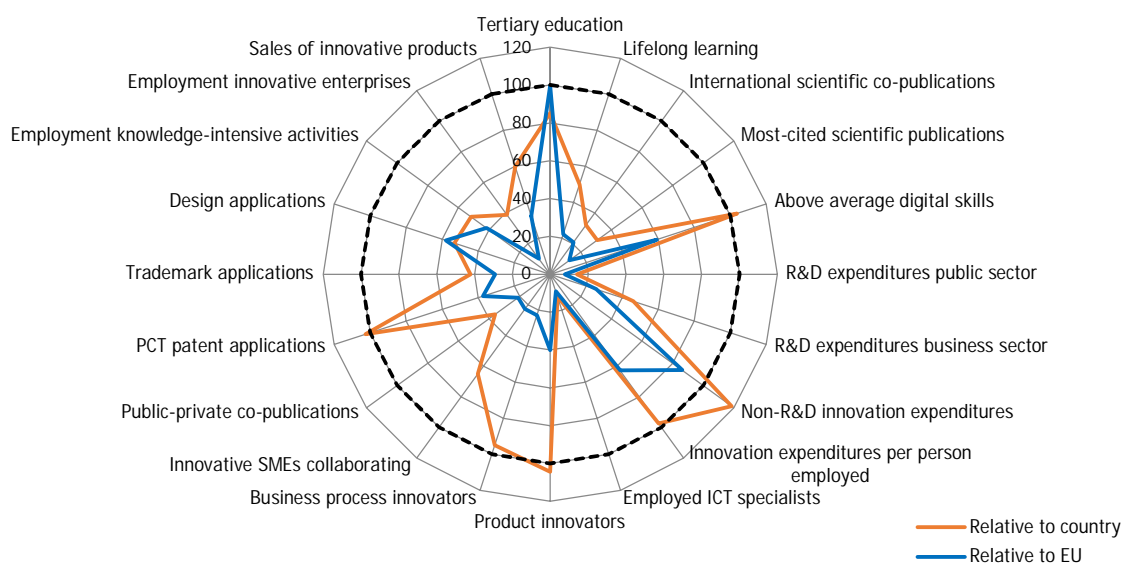 Tertiary education
120
Sales of innovative products
Lifelong learning
100
Employment innovative enterprises
International scientific co-publications
80
Employment knowledge-intensive activities
Most-cited scientific publications
60
40
Design applications
Above average digital skills
20
Trademark applications
0
R&D expenditures public sector
PCT patent applications
R&D expenditures business sector
Public-private co-publications
Non-R&D innovation expenditures
Innovative SMEs collaborating
Innovation expenditures per person
employed
Business process innovators
Employed ICT specialists
Product innovators
Relative to country
Relative to EU